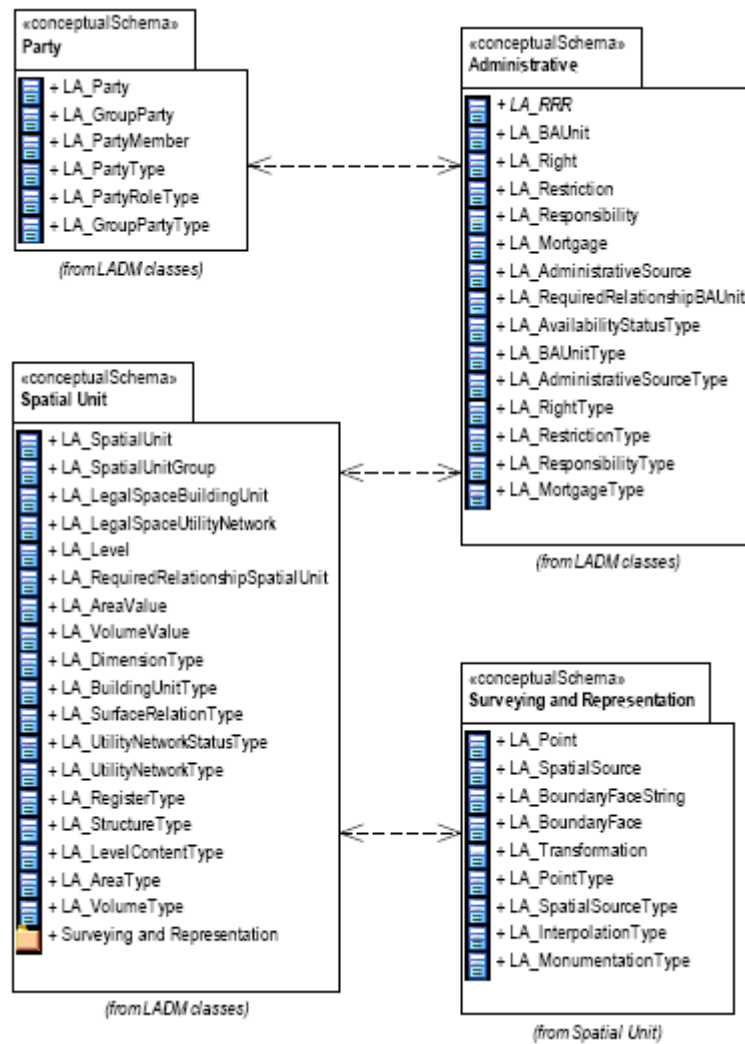 «conceptualSchema»
Party
+ LA_Party
+ LA_GroupParty
+ LA_PartyMember
+ LA_PartyType
+ LA_PartyRoleType
+ LA_GroupPartyType
(from LADM classes)
«conceptualSchema»
Administrative
+ LA_RRR
+ LA_BAUnit
+ LA_Right
+ LA_Restriction
+ LA_Responsibility
+ LA_Mortgage
+ LA_AdministrativeSource
+ LA_RequiredRelationshipBAUnit
+ LA_AvailabilityStatusType
+ LA_BAUnitType
+ LA_AdministrativeSourceType
+ LA_RightType
+ LA_RestrictionType
+ LA_ResponsibilityType
+ LA_MortgageType
(from LADM classes)
«conceptualSchema»
Spatial Unit
+ LA_SpatialUnit
+ LA_SpatialUnitGroup
+ LA_LegalSpaceBuildingUnit
+ LA_LegalSpaceUtilityNetwork
+ LA_Level
+ LA_RequiredRelationshipSpatialUnit
+ LA_AreaValue
+ LA_VolumeValue
+ LA_DimensionType
+ LA_BuildingUnitType
+ LA_SurfaceRelationType
+ LA_UtilityNetworkStatusType
+ LA_UtilityNetworkType
+ LA_RegisterType
+ LA_StructureType
+ LA_LevelContentType
+ LA_AreaType
+ LA_VolumeType
+ Surveying and Representation
(from LADM classes)
«conceptualSchema»
Surveying and Representation
+ LA_Point
+ LA_SpatialSource
+ LA_BoundaryFaceString
+ LA_BoundaryFace
+ LA_Transformation
+ LA_PointType
+ LA_SpatialSourceType
+ LA_InterpolationType
+ LA_MonumentationType
(from Spatial Unit)